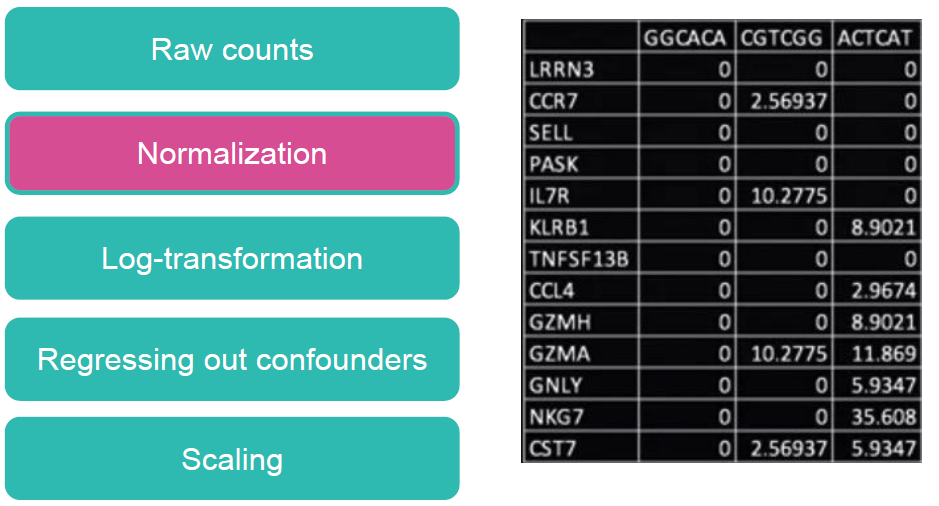 Raw counts
Normalization
Log-transformation
Regressing out confounders
Scaling
GGCACA CGTCGG ACTCAT
LRRN3 0 0 0
CCR7 0 2.56937 0
SELL 0 0 0
PASK 0 0 0
IL7R 0 10.2775 0
KLRB1 0 0 8.9021
TNFSF13B 0 0 0
CCL4 0 0 2.9674
GZMH 0 0 8.9021
GZMA 0 10.2775 11.869
GNLY 0 0 5.9347
NKG7 0 0 35.608
CST7 0 2.56937 5.9347